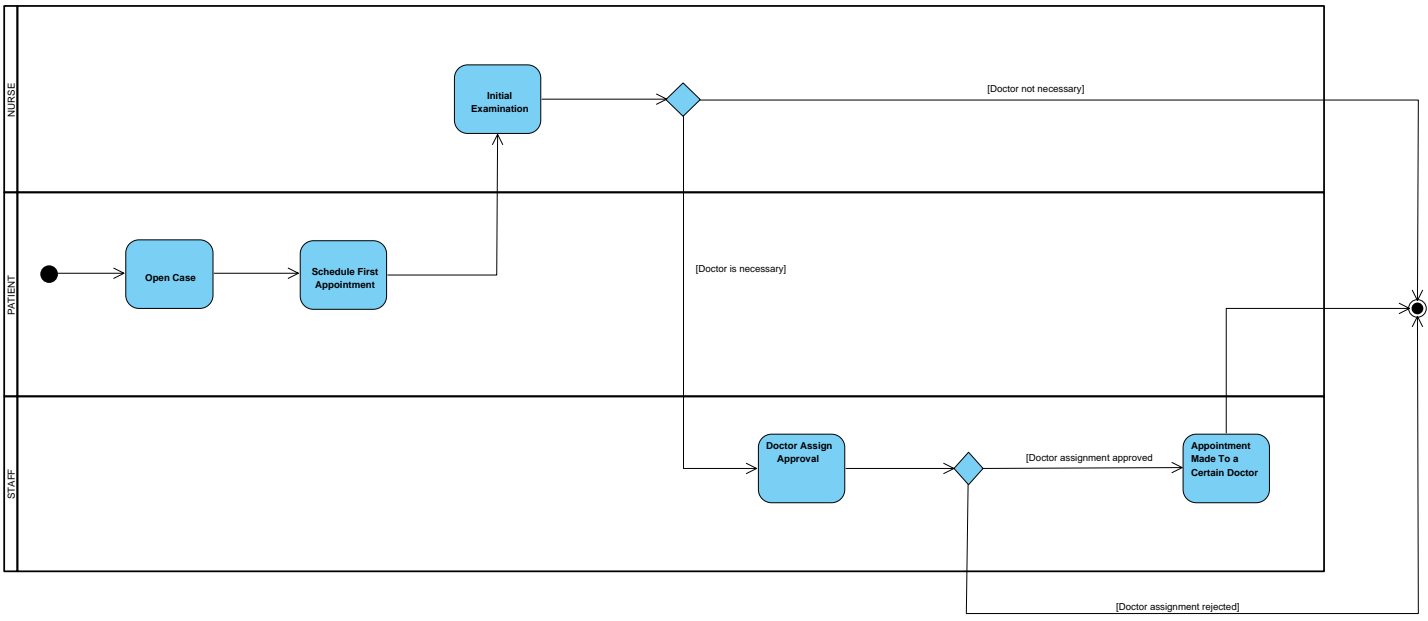 NURSE
Initial
Examination
[Doctor not necessary]
PATIENT
Open Case
Schedule First
Appointment
[Doctor is necessary]
STAFF
Doctor Assign
Approval
[Doctor assignment approved
Appointment
Made To a
Certain Doctor
[Doctor assignment rejected]